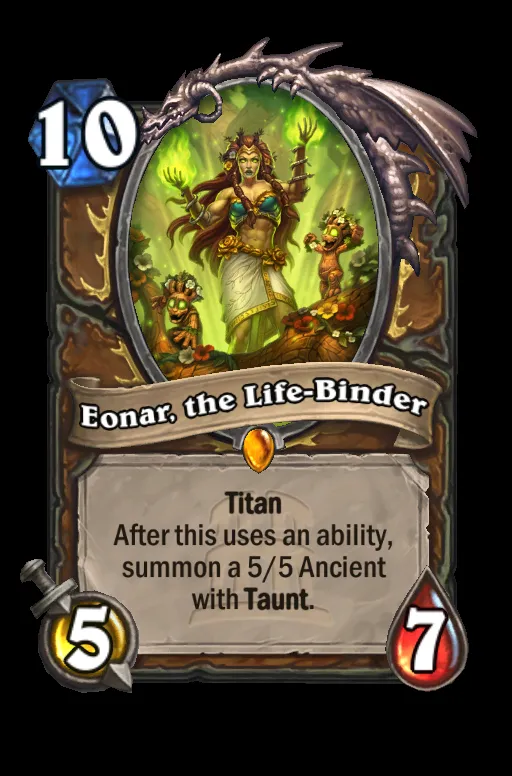 10
Eonar, the Life-Binder
Titan
After this uses an ability,
summon a 5/5 Ancient
with Taunt.
5
7